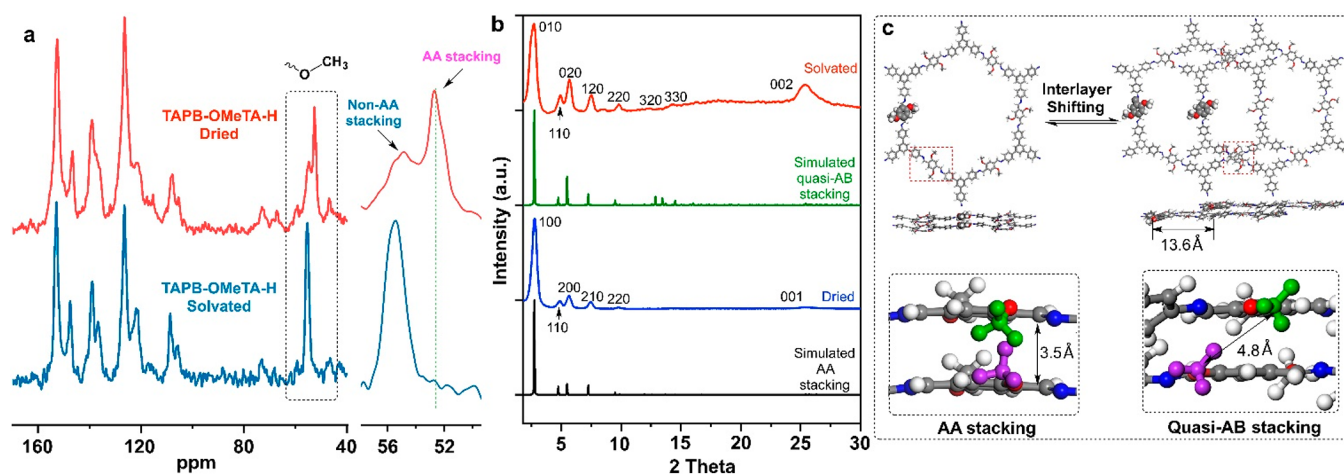 a
O
CH3
AA stacking
Non-AA
stacking
TAPB-OMeTA-H
Dried
TAPB-OMeTA-H
Solvated
160
120
80
40
56
52
ppm
b
Intensity (a.u.)
010
110
020
120
220
320
330
002
Solvated
Simulated
quasi-AB
stacking
100
110
200
210
220
001
Dried
Simulated
AA
stacking
5
10
15
20
25
30
2 Theta
c
Interlayer
Shifting
13.6Å
3.5Å
4.8Å
AA stacking
Quasi-AB stacking